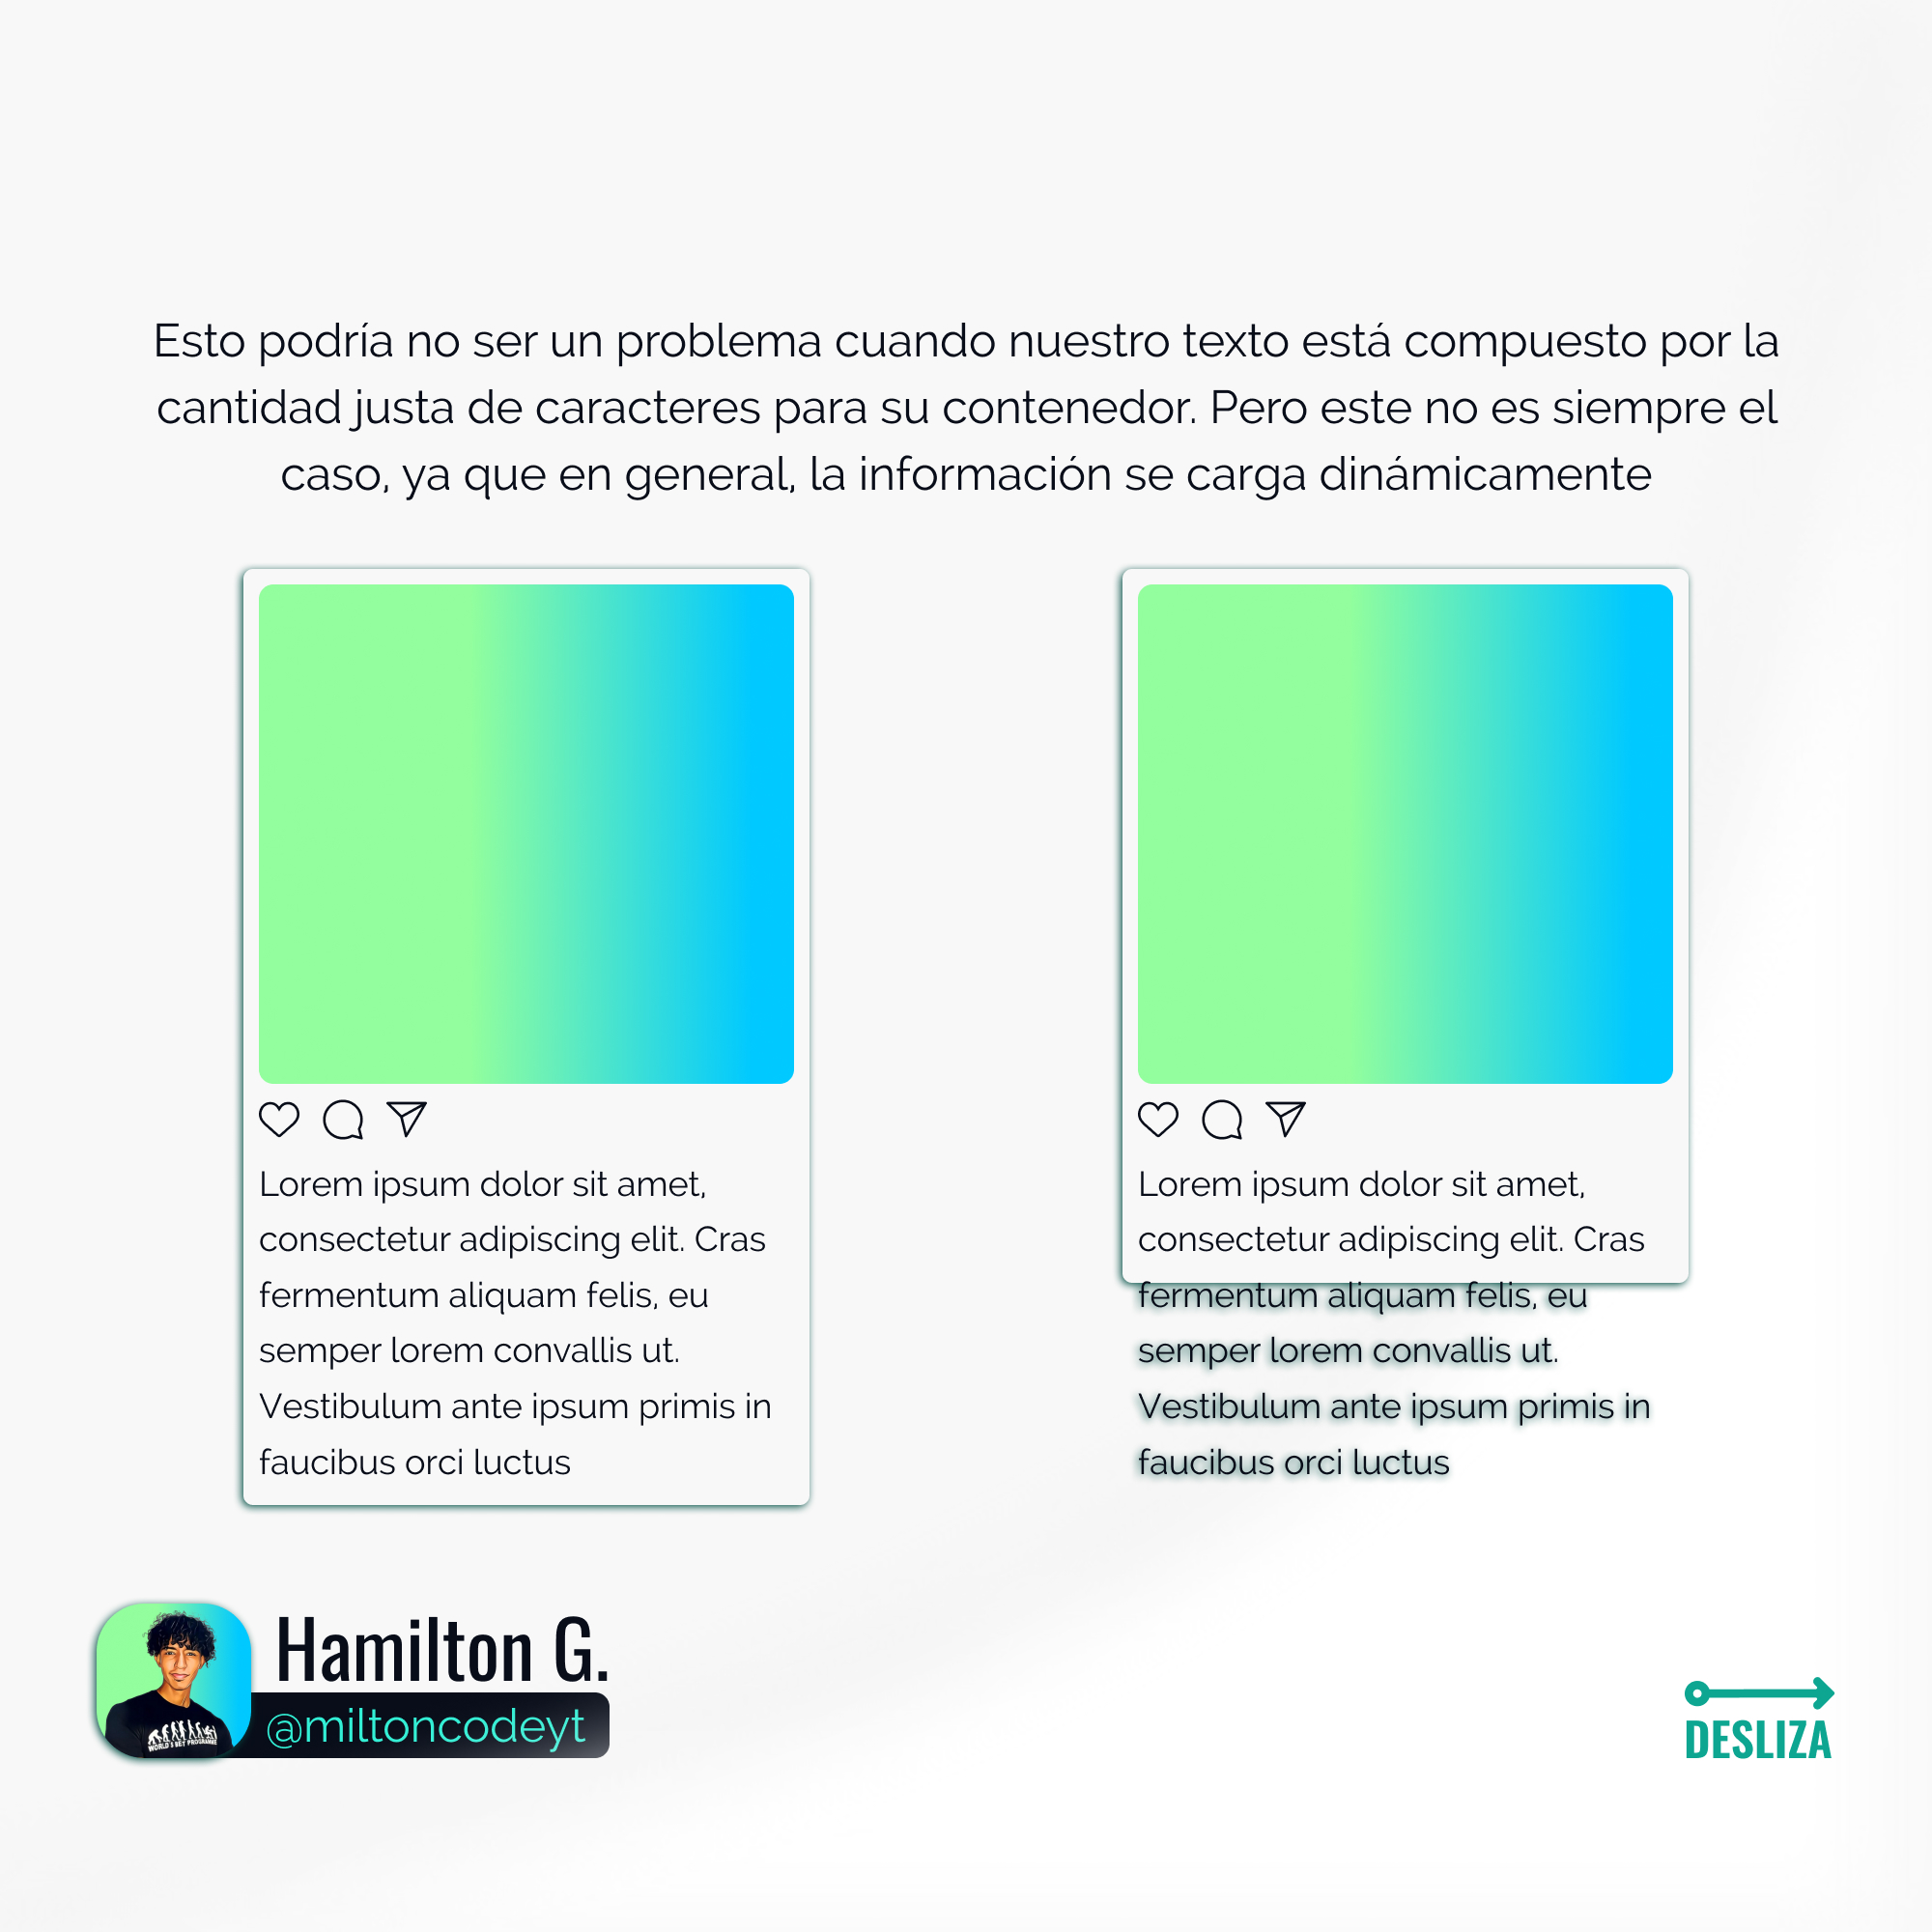 Esto podría no ser un problema cuando nuestro texto está compuesto por la
cantidad justa de caracteres para su contenedor. Pero este no es siempre el
caso, ya que en general, la información se carga dinámicamente
Lorem ipsum dolor sit amet,
consectetur adipiscing elit. Cras
fermentum aliquam felis, eu
semper lorem convallis ut.
Vestibulum ante ipsum primis in
faucibus orci luctus
Lorem ipsum dolor sit amet,
consectetur adipiscing elit. Cras
fermentum aliquam felis, eu
semper lorem convallis ut.
Vestibulum ante ipsum primis in
faucibus orci luctus
Hamilton G.
@miltoncodeyt
DESLIZA